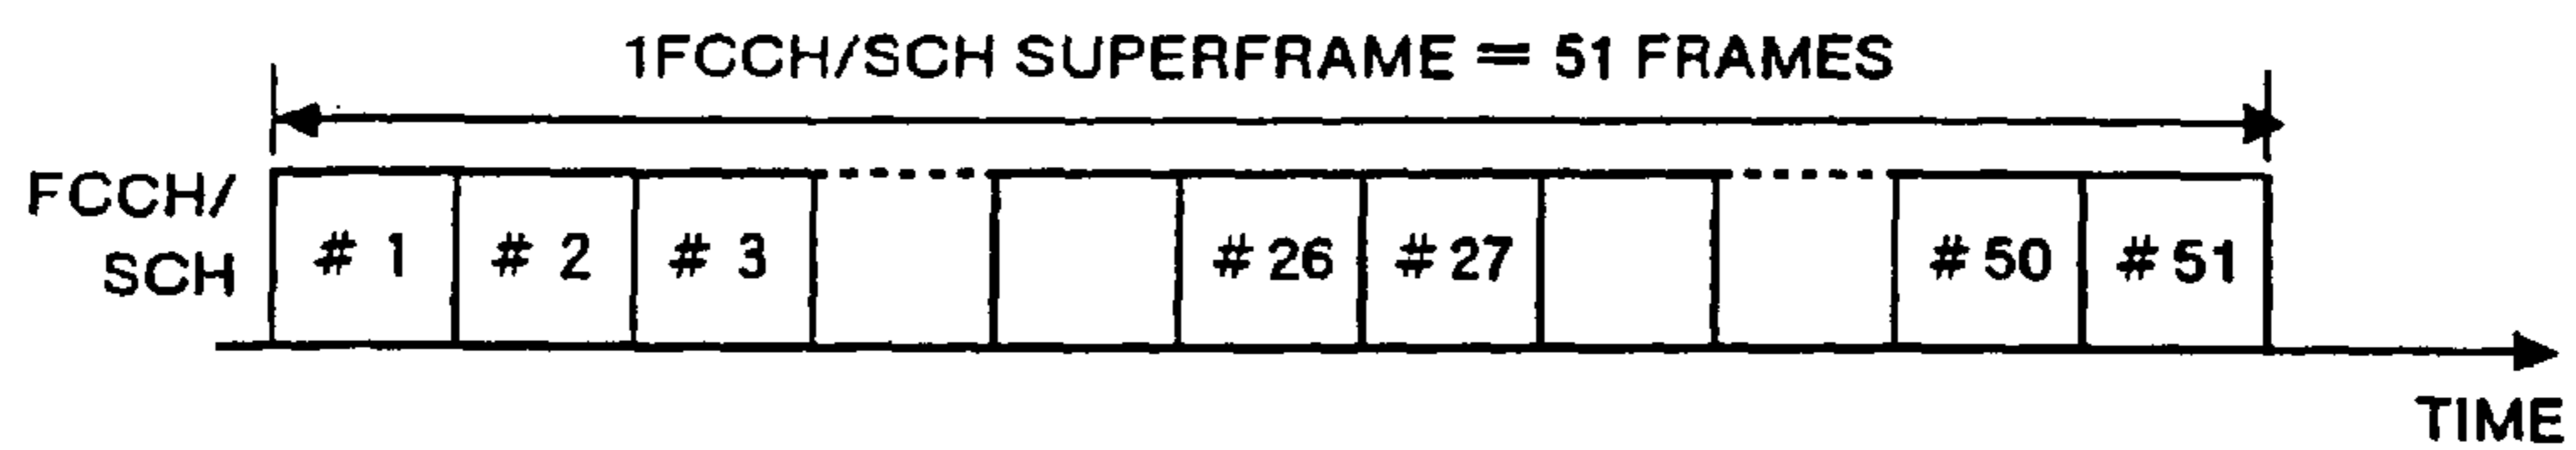 1FCCH/SCH SUPERFRAME = 51 FRAMES
FCCH/
SCH
# 1 # 2 # 3 # 26 # 27 # 50 # 51
TIME